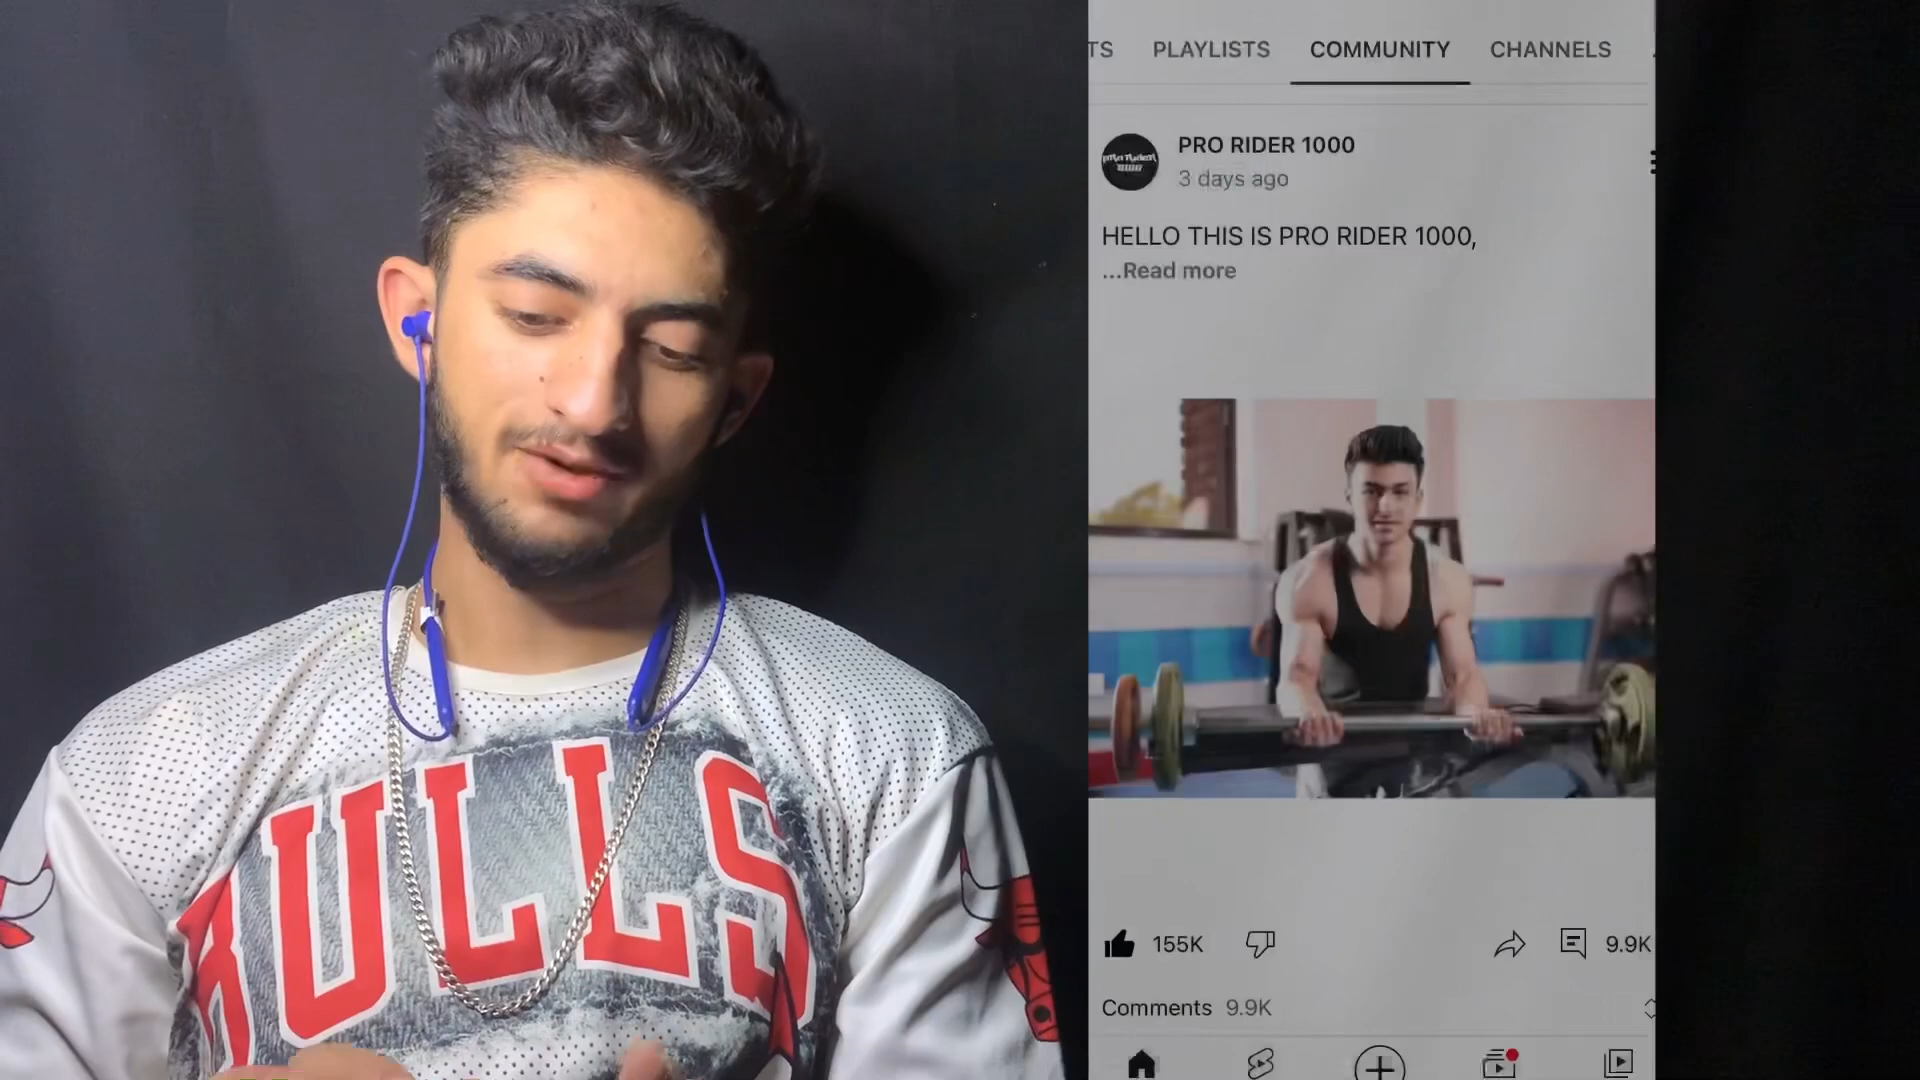 BULLS
TS PLAYLISTS COMMUNITY CHANNELS
PRO RIDER 1000
3 days ago
HELLO THIS IS PRO RIDER 1000,
...Read more
155K 9.9K
Comments 9.9K